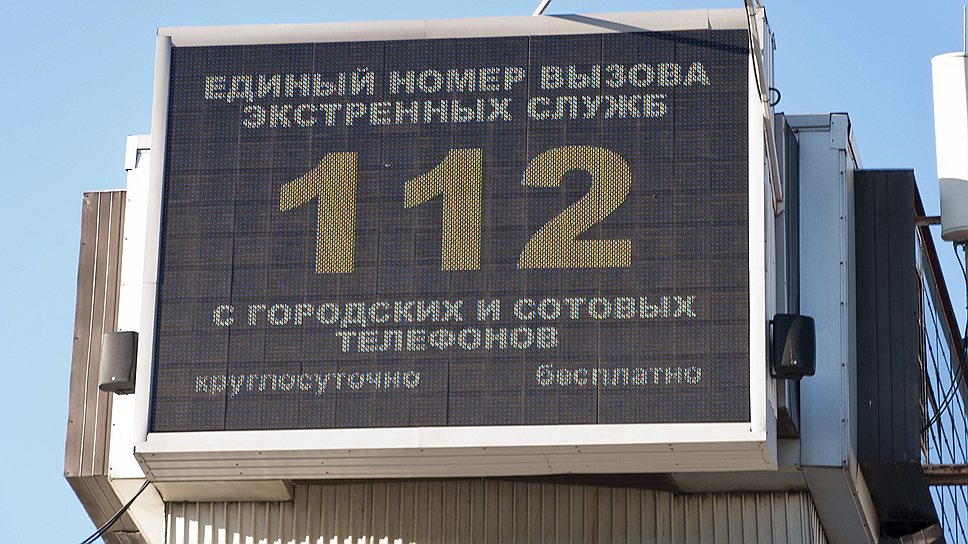 ЕДИНЫЙ НОМЕР ВЫЗОВА
ЭКСТРЕННЫХ СЛУЖБ
112
С ГОРОДСКИХ И СОТОВЫХ
ТЕЛЕФОНОВ
круглосуточно бесплатно